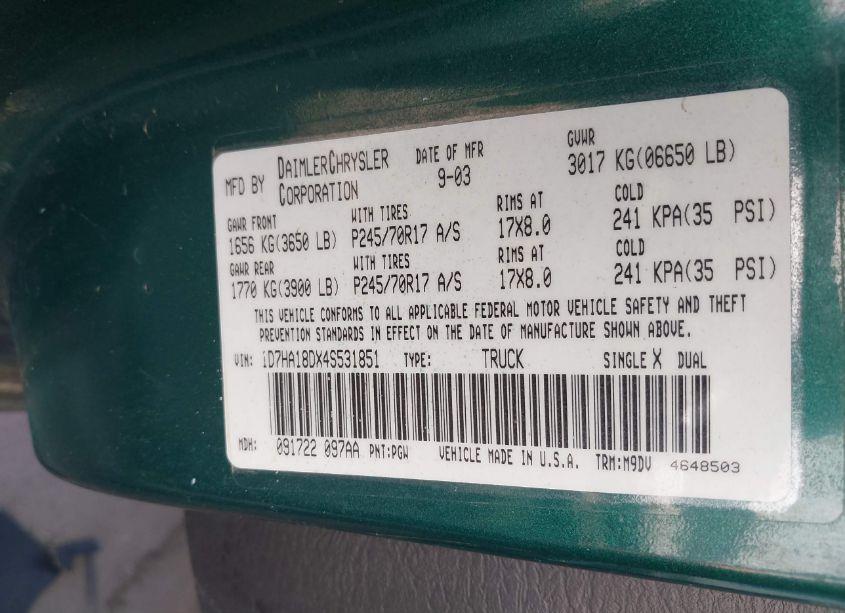 MFD BY DAIMLERCHRYSLER CORPORATION DATE OF MFR 9-03 GVWR 3017 KG(06650 LB)
GAWR FRONT WITH TIRES RIMS AT COLD
1656 KG(3650 LB) P245/70R17 A/S 17X8.0 241 KPA(35 PSI)
GAWR REAR WITH TIRES RIMS AT COLD
1770 KG(3900 LB) P245/70R17 A/S 17X8.0 241 KPA(35 PSI)
THIS VEHICLE CONFORMS TO ALL APPLICABLE FEDERAL MOTOR VEHICLE SAFETY AND THEFT
PREVENTION STANDARDS IN EFFECT ON THE DATE OF MANUFACTURE SHOWN ABOVE.
VIN: 1D7HA18DX4S531851 TYPE: TRUCK SINGLE X DUAL
MDH: 091722 097AA PNT:PGW VEHICLE MADE IN U.S.A. TRM:M9DV 4648503